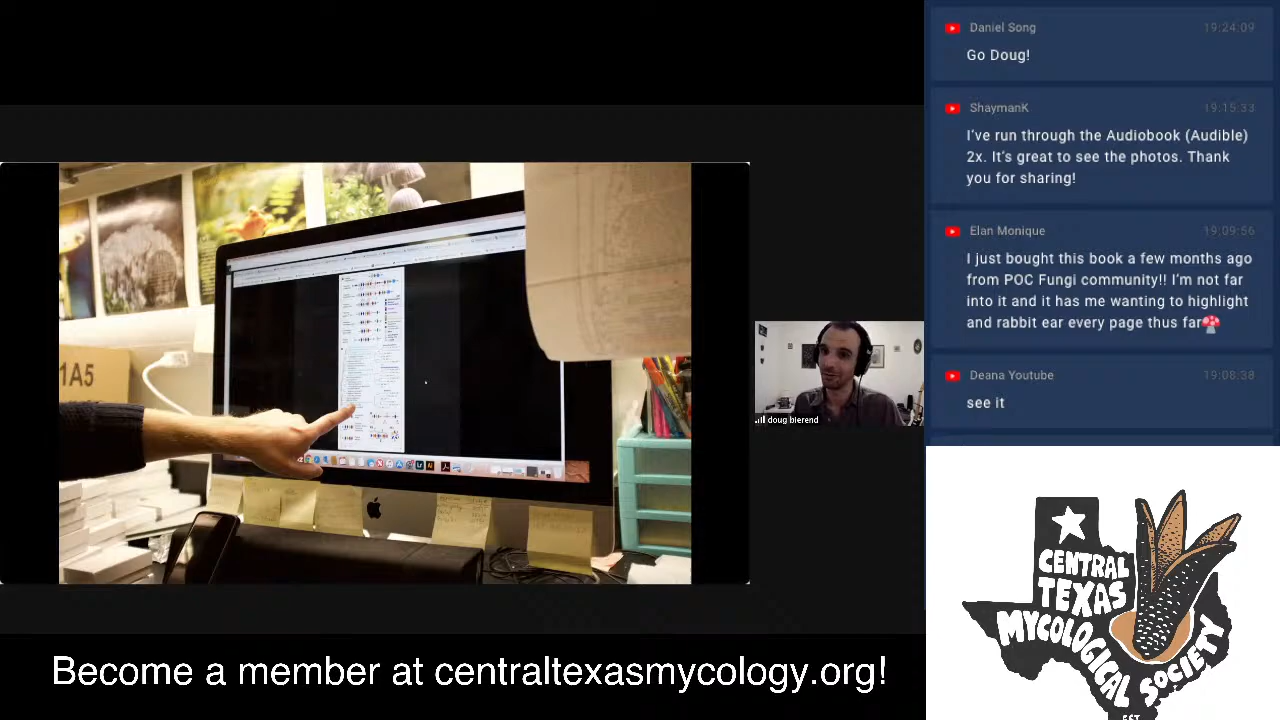 Daniel Song 19:24:09
Go Doug!
ShaymanK 19:15:33
I've run through the Audiobook (Audible)
2x. It's great to see the photos. Thank
you for sharing!
Elan Monique 19:09:56
I just bought this book a few months ago
from POC Fungi community!! I'm not far
into it and it has me wanting to highlight
and rabbit ear every page thus far🍄
Deana Youtube 19:08:38
see it
1A5
doug bierend
CENTRAL
TEXAS
MYCOLOGICAL
SOCIETY
EST
Become a member at centraltexasmycology.org!